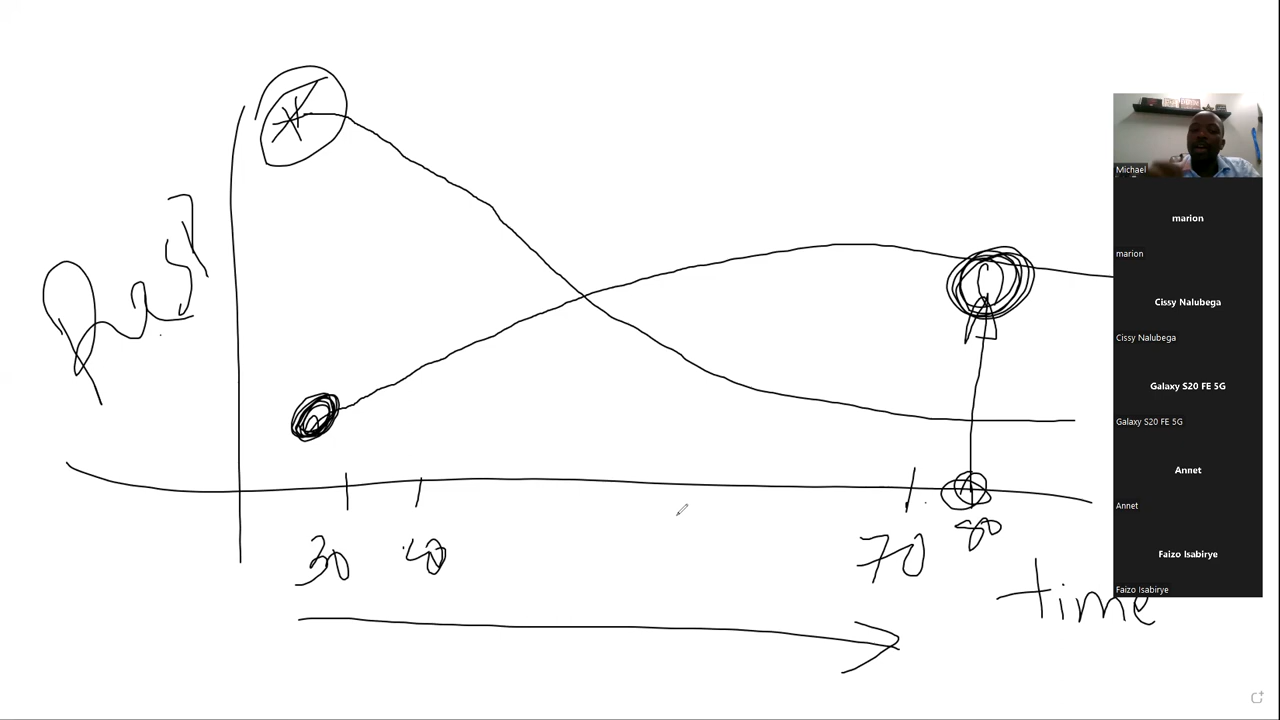 Past
30
40
70
80
time
Michael
marion
marion
Cissy Nalubega
Cissy Nalubega
Galaxy S20 FE 5G
Galaxy S20 FE 5G
Annet
Annet
Faizo Isabirye
Faizo Isabirye